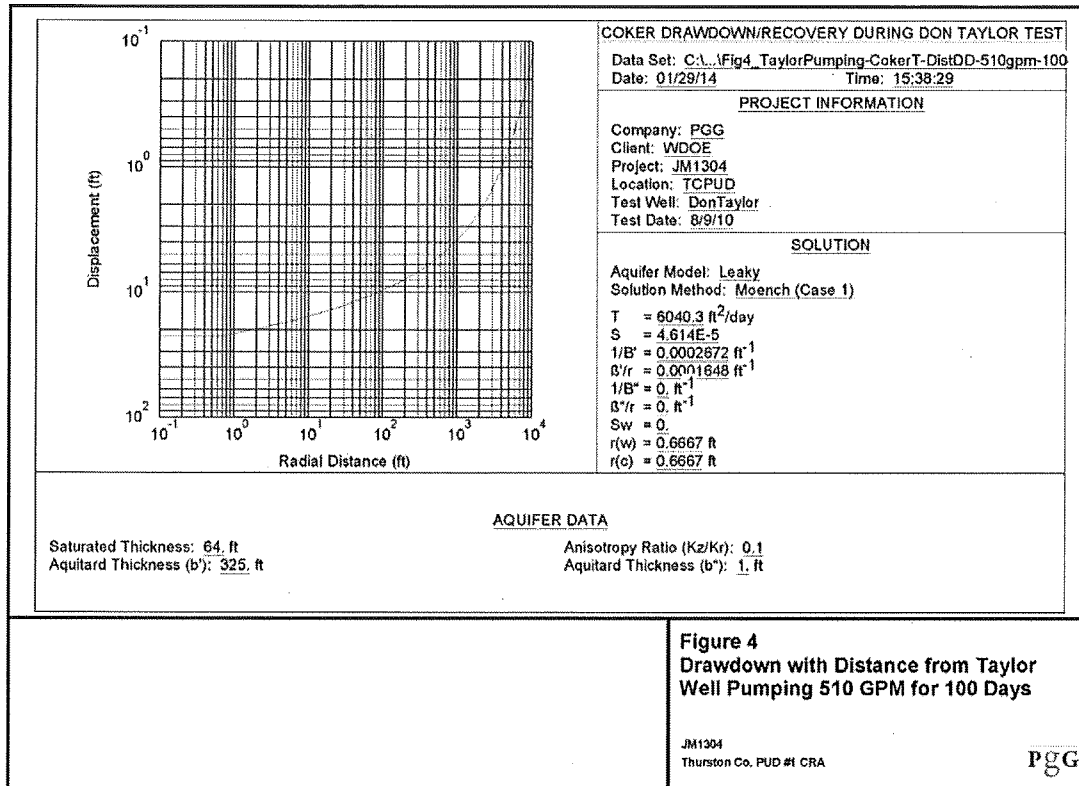 COKER DRAWDOWN/RECOVERY DURING DON TAYLOR TEST
Data Set: C:\...\Fig4_TaylorPumping-CokerT-DistDD-510gpm-100
Date: 01/29/14 Time: 15:38:29
PROJECT INFORMATION
Company: PGG
Client: WDOE
Project: JM1304
Location: TCPUD
Test Well: DonTaylor
Test Date: 8/9/10
SOLUTION
Aquifer Model: Leaky
Solution Method: Moench (Case 1)
T = 6040.3 ft²/day
S = 4.614E-5
1/B' = 0.0002672 ft⁻¹
ß'/r = 0.0001648 ft⁻¹
1/B" = 0. ft⁻¹
ß"/r = 0. ft⁻¹
Sw = 0.
r(w) = 0.6667 ft
r(c) = 0.6667 ft
10⁻¹
10⁰
10¹
10²
Displacement (ft)
10⁻¹ 10⁰ 10¹ 10² 10³ 10⁴
Radial Distance (ft)
AQUIFER DATA
Saturated Thickness: 64. ft Anisotropy Ratio (Kz/Kr): 0.1
Aquitard Thickness (b'): 325. ft Aquitard Thickness (b"): 1. ft
Figure 4
Drawdown with Distance from Taylor
Well Pumping 510 GPM for 100 Days
JM1304
Thurston Co. PUD #1 CRA
PgG